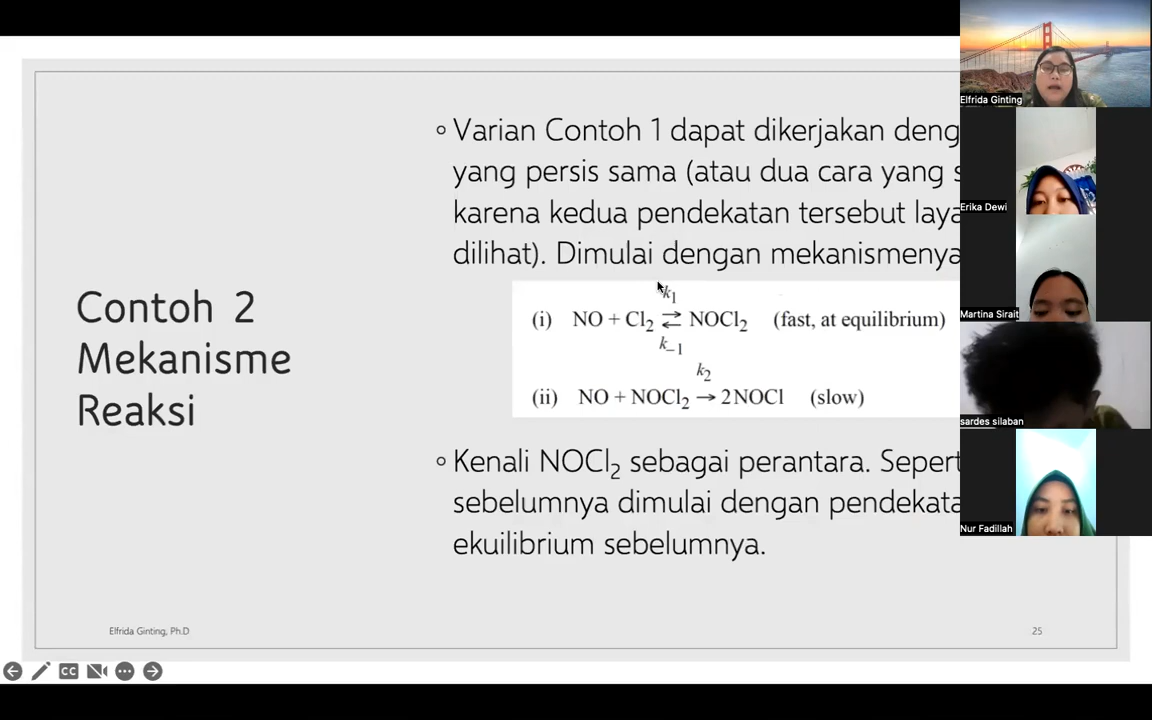 Contoh 2
Mekanisme
Reaksi
Varian Contoh 1 dapat dikerjakan deng
yang persis sama (atau dua cara yang s
karena kedua pendekatan tersebut laya
dilihat). Dimulai dengan mekanismenya
k₁
(i) NO + Cl₂ ⇄ NOCl₂ (fast, at equilibrium)
k₋₁
k₂
(ii) NO + NOCl₂ → 2NOCl (slow)
Kenali NOCl₂ sebagai perantara. Sepert
sebelumnya dimulai dengan pendekata
ekuilibrium sebelumnya.
Elfrida Ginting, Ph.D
25
CC
Elfrida Ginting
Erika Dewi
Martina Sirait
sardes silaban
Nur Fadillah